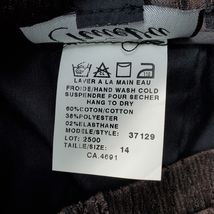 LAVER A LA MAIN EAU
FROIDE/HAND WASH COLD
SUSPENDRE POUR SECHER
HANG TO DRY
60%COTON/COTTON
38%POLYESTER
02%ELASTHANE
MODELE/STYLE: 37129
LOT: 2500
TAILLE/SIZE: 14
CA.4691